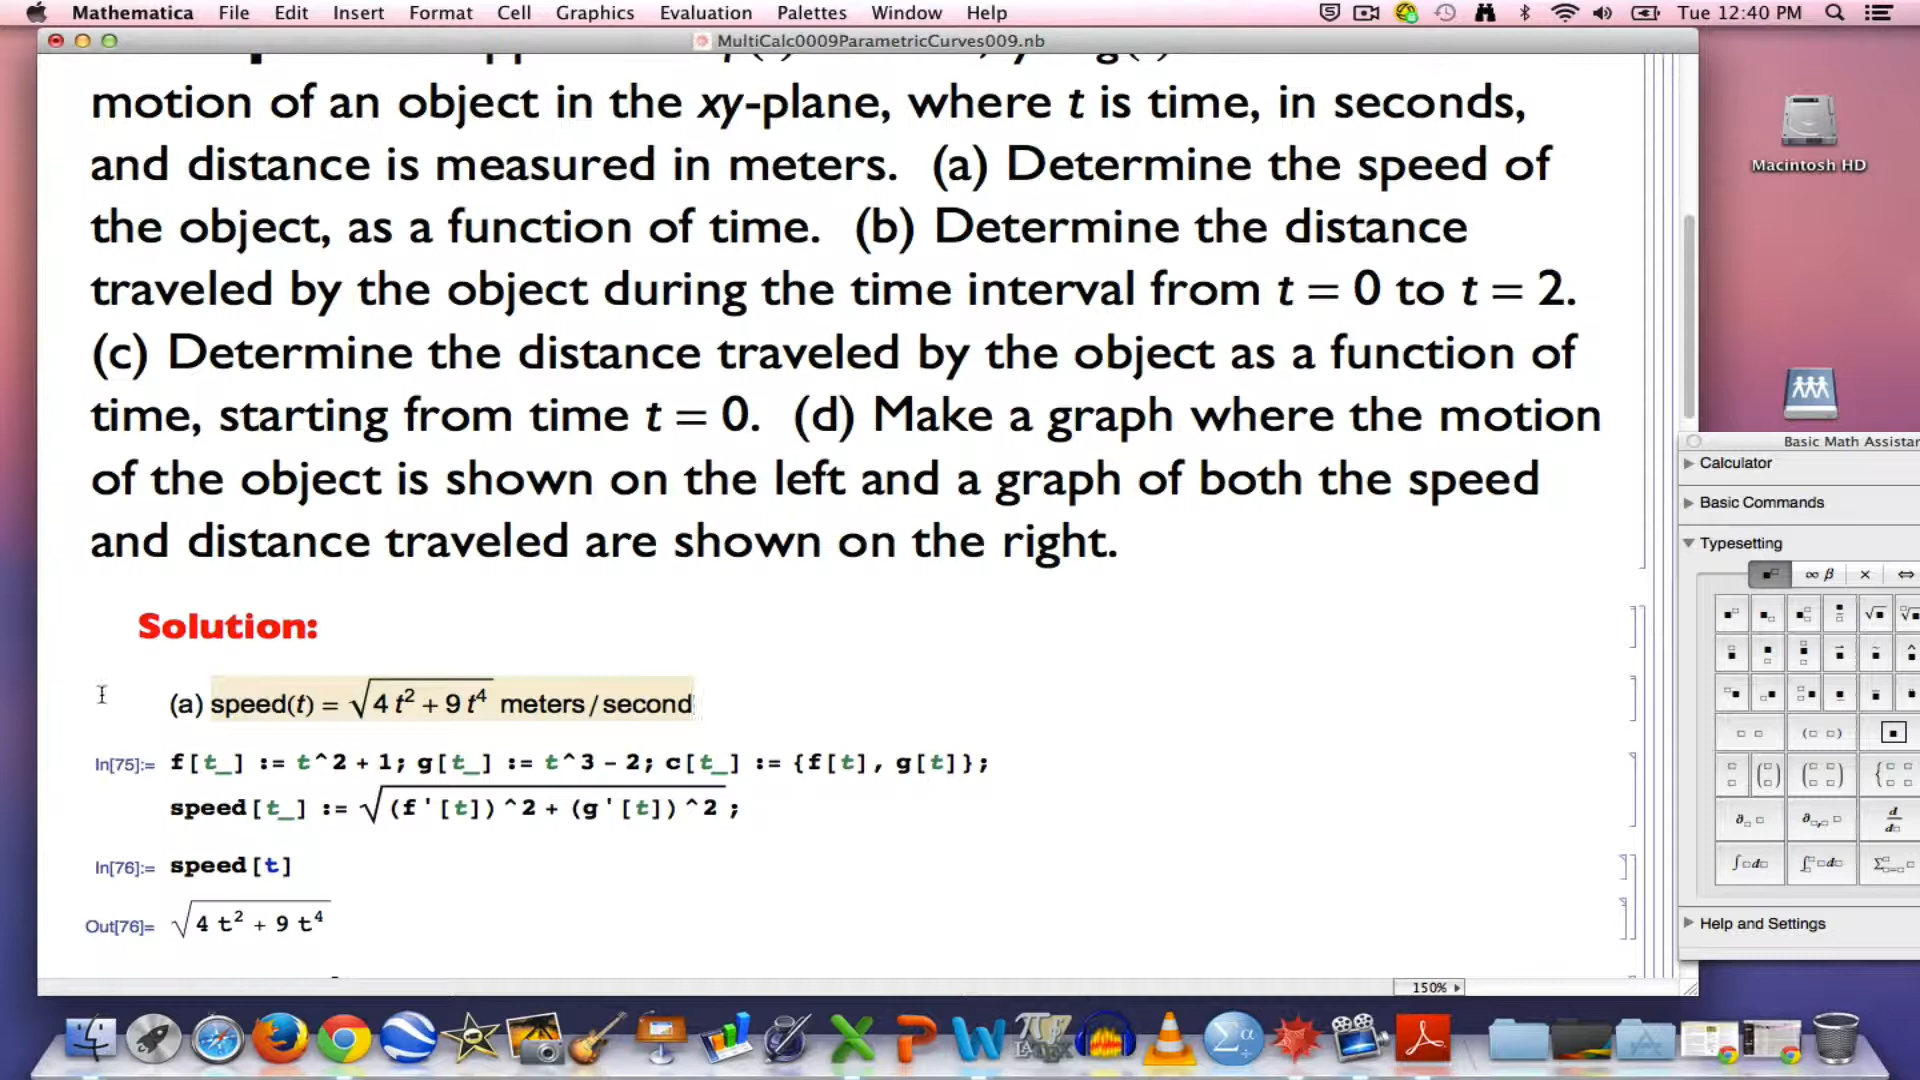 Mathematica File Edit Insert Format Cell Graphics Evaluation Palettes Window Help Tue 12:40 PM
MultiCalc0009ParametricCurves009.nb
motion of an object in the xy-plane, where t is time, in seconds,
and distance is measured in meters. (a) Determine the speed of
the object, as a function of time. (b) Determine the distance
traveled by the object during the time interval from t = 0 to t = 2.
(c) Determine the distance traveled by the object as a function of
time, starting from time t = 0. (d) Make a graph where the motion
of the object is shown on the left and a graph of both the speed
and distance traveled are shown on the right.
Solution:
(a) speed(t) = √(4 t² + 9 t⁴) meters / second
In[75]:= f[t_] := t^2 + 1; g[t_] := t^3 - 2; c[t_] := {f[t], g[t]};
speed[t_] := √((f'[t])^2 + (g'[t])^2) ;
In[76]:= speed[t]
Out[76]= √(4 t² + 9 t⁴)
150%
Macintosh HD
Basic Math Assistan
Calculator
Basic Commands
Typesetting
∞ β
Help and Settings